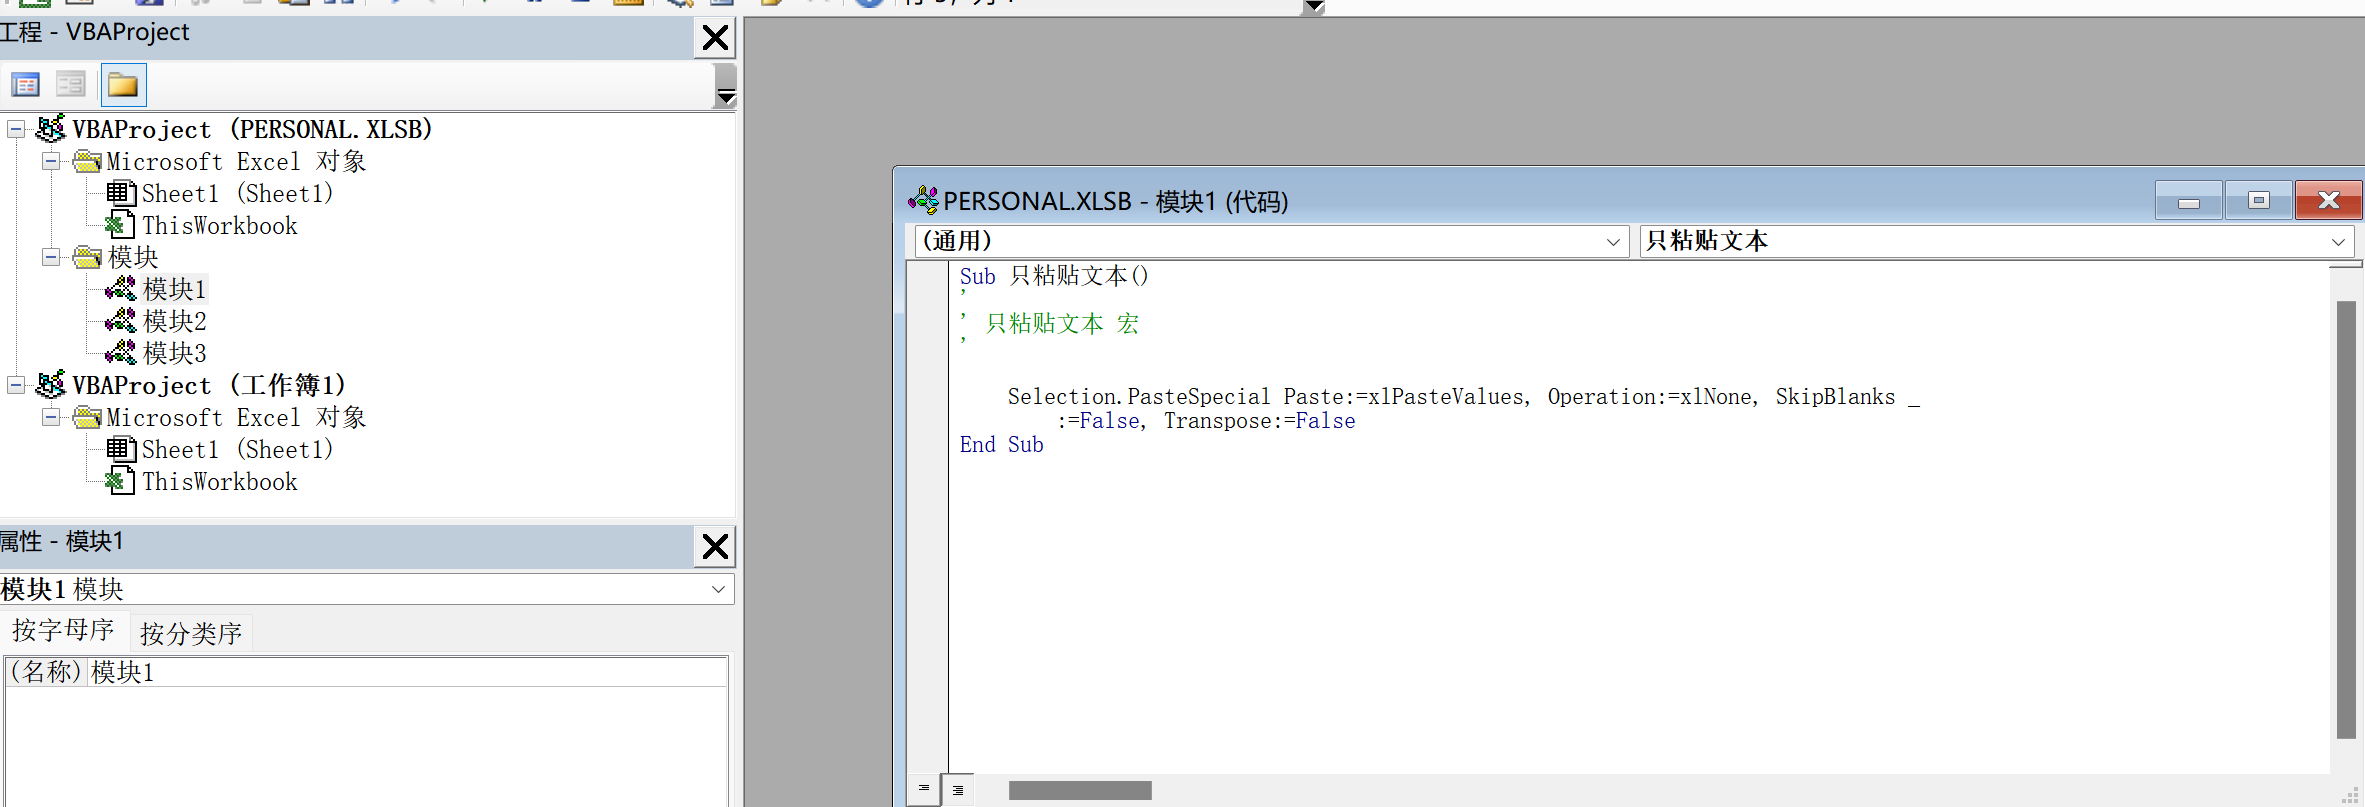 工程 - VBAProject
VBAProject (PERSONAL.XLSB)
Microsoft Excel 对象
Sheet1 (Sheet1)
ThisWorkbook
模块
模块1
模块2
模块3
VBAProject (工作簿1)
Microsoft Excel 对象
Sheet1 (Sheet1)
ThisWorkbook
属性 - 模块1
模块1 模块
按字母序 按分类序
(名称) 模块1
PERSONAL.XLSB - 模块1 (代码)
(通用) 只粘贴文本
Sub 只粘贴文本()
'
' 只粘贴文本 宏
'
Selection.PasteSpecial Paste:=xlPasteValues, Operation:=xlNone, SkipBlanks _
:=False, Transpose:=False
End Sub